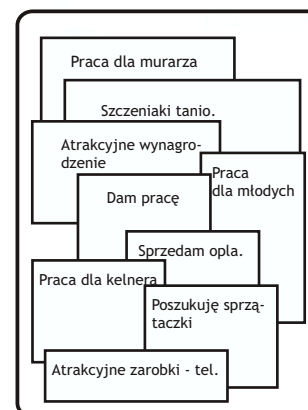 Praca dla murarza
Szczeniaki tanio.
Atrakcyjne wynagro-
dzenie
Praca
dla młodych
Dam pracę
Sprzedam opla.
Praca dla kelnera
Poszukuję sprzą-
taczki
Atrakcyjne zarobki - tel.